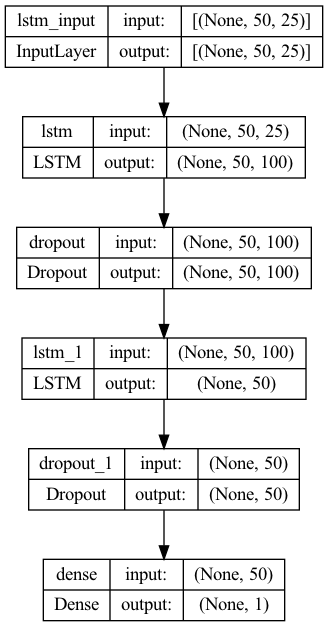 lstm_input input: [(None, 50, 25)]
InputLayer output: [(None, 50, 25)]
lstm input: (None, 50, 25)
LSTM output: (None, 50, 100)
dropout input: (None, 50, 100)
Dropout output: (None, 50, 100)
lstm_1 input: (None, 50, 100)
LSTM output: (None, 50)
dropout_1 input: (None, 50)
Dropout output: (None, 50)
dense input: (None, 50)
Dense output: (None, 1)